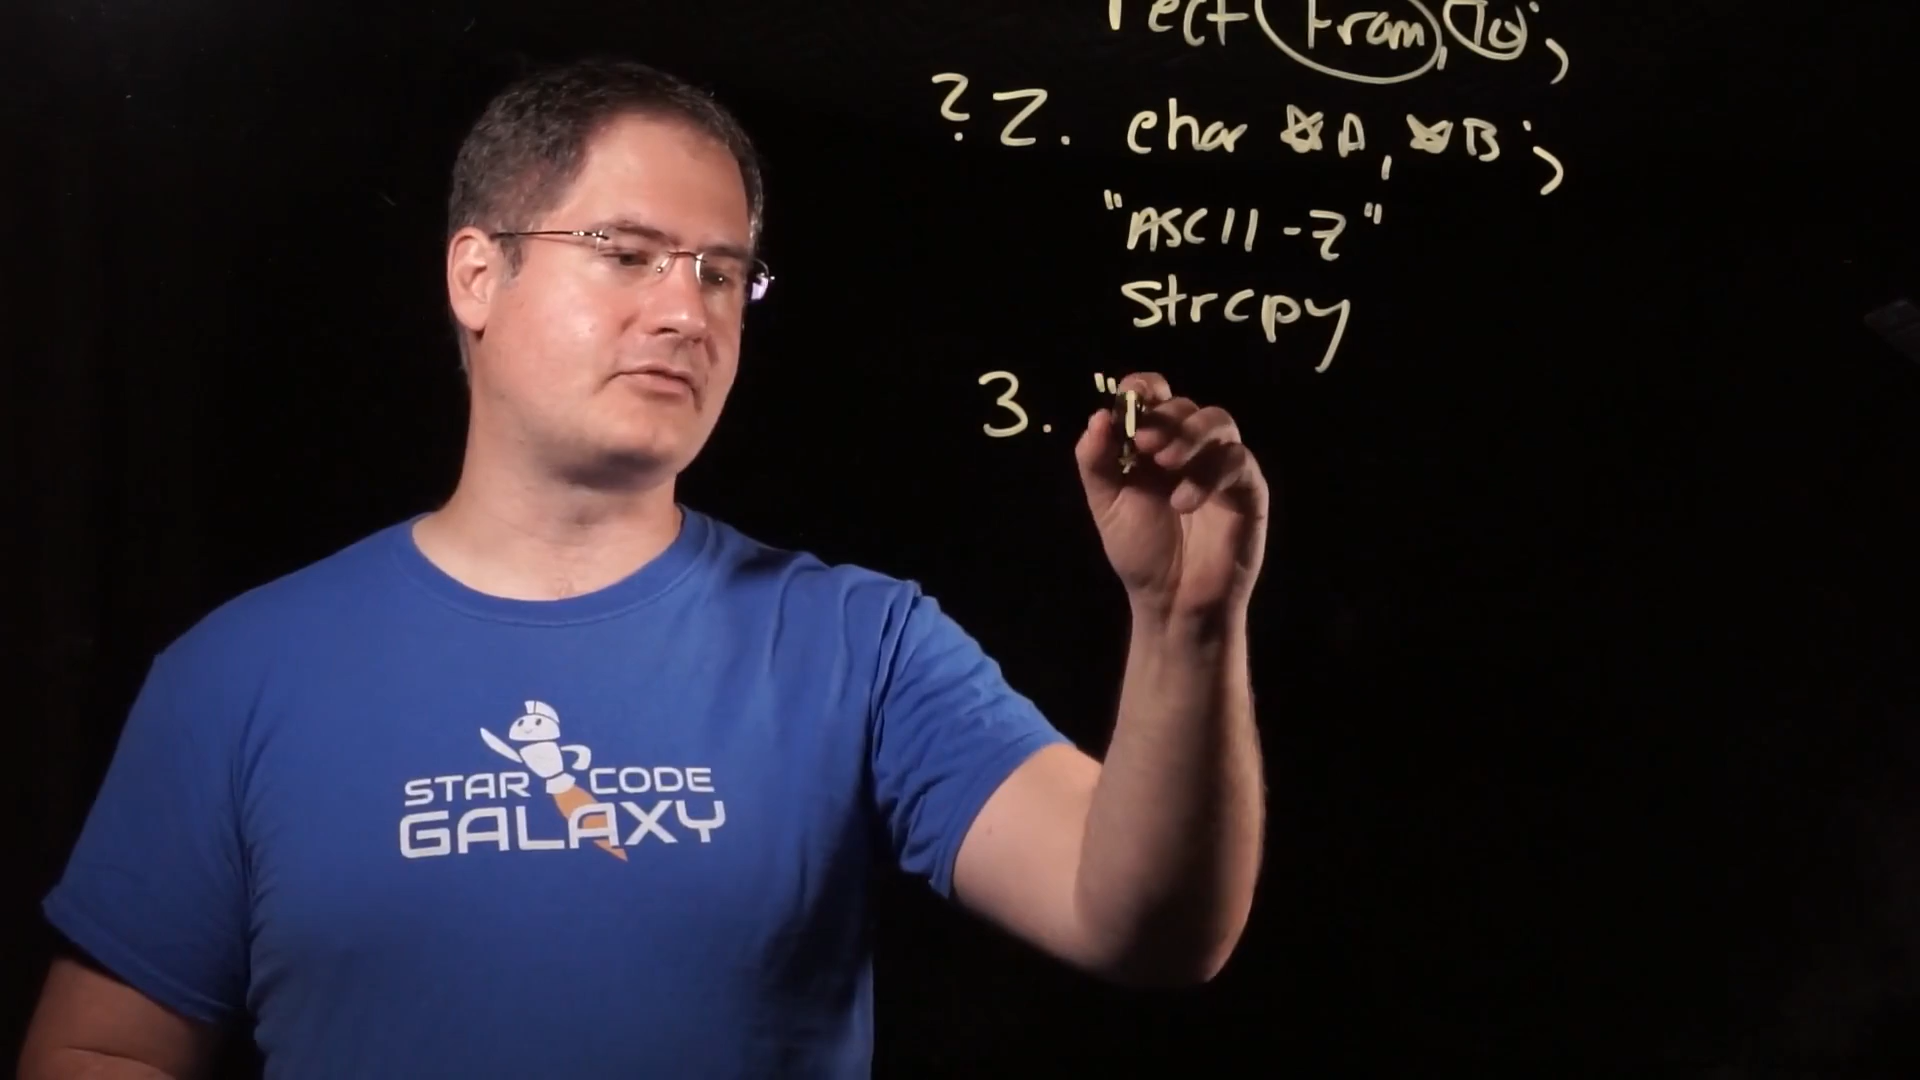 rect From, To;
? 2. char *A, *B;
"ASCII-Z"
Strcpy
3. "
STAR CODE
GALAXY